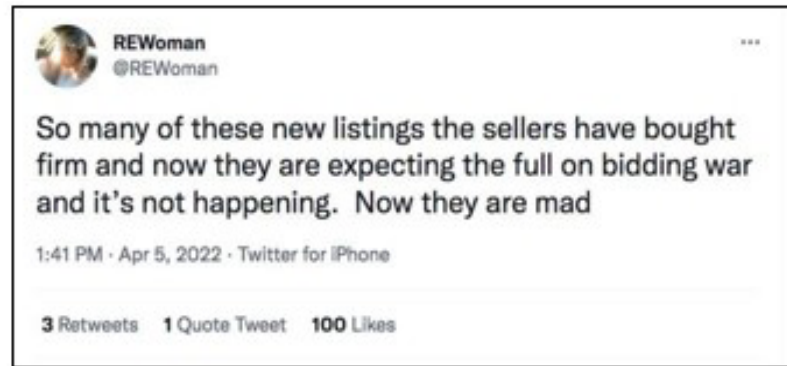 REWoman
@REWoman
So many of these new listings the sellers have bought
firm and now they are expecting the full on bidding war
and it's not happening.  Now they are mad
1:41 PM · Apr 5, 2022 · Twitter for iPhone
3 Retweets 1 Quote Tweet 100 Likes